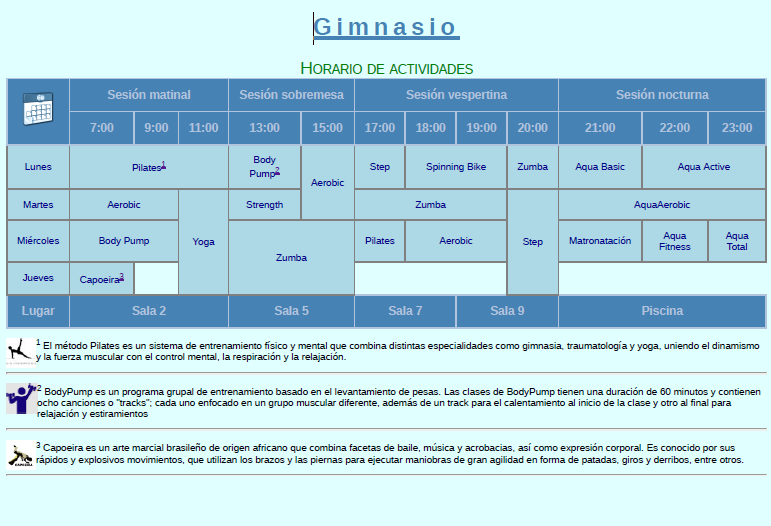 Gimnasio
Horario de actividades
Sesión matinal Sesión sobremesa Sesión vespertina Sesión nocturna
7:00 9:00 11:00 13:00 15:00 17:00 18:00 19:00 20:00 21:00 22:00 23:00
Lunes Pilates1 Body Pump2 Aerobic Step Spinning Bike Zumba Aqua Basic Aqua Active
Martes Aerobic Yoga Strength Zumba Step AquaAerobic
Miércoles Body Pump Zumba Pilates Aerobic Matronatación Aqua Fitness Aqua Total
Jueves Capoeira3
Lugar Sala 2 Sala 5 Sala 7 Sala 9 Piscina
1 El método Pilates es un sistema de entrenamiento físico y mental que combina distintas especialidades como gimnasia, traumatología y yoga, uniendo el dinamismo
y la fuerza muscular con el control mental, la respiración y la relajación.
2 BodyPump es un programa grupal de entrenamiento basado en el levantamiento de pesas. Las clases de BodyPump tienen una duración de 60 minutos y contienen
ocho canciones o "tracks"; cada uno enfocado en un grupo muscular diferente, además de un track para el calentamiento al inicio de la clase y otro al final para
relajación y estiramientos
3 Capoeira es un arte marcial brasileño de origen africano que combina facetas de baile, música y acrobacias, así como expresión corporal. Es conocido por sus
rápidos y explosivos movimientos, que utilizan los brazos y las piernas para ejecutar maniobras de gran agilidad en forma de patadas, giros y derribos, entre otros.
CAPOEIRA